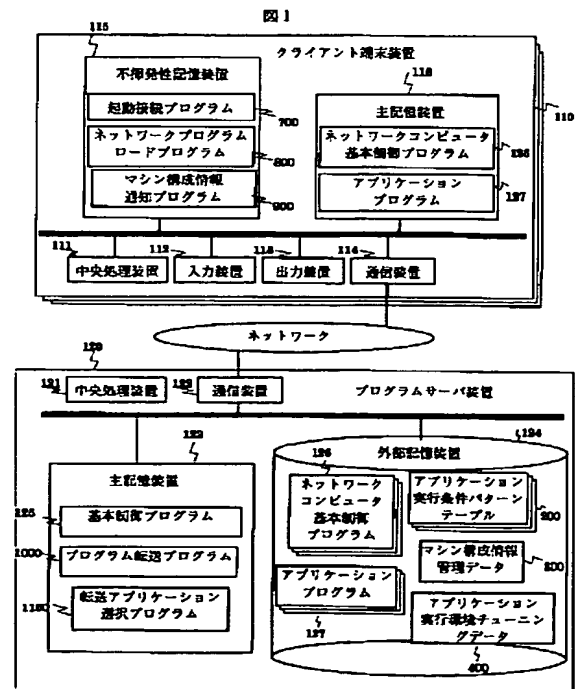 図1
115
クライアント端末装置
不揮発性記憶装置
116
主記憶装置
110
起動接続プログラム
700
ネットワークプログラム
ロードプログラム
800
マシン構成情報
通知プログラム
900
ネットワークコンピュータ
基本制御プログラム
126
アプリケーション
プログラム
127
111
中央処理装置
112
入力装置
113
出力装置
114
通信装置
ネットワーク
120
121
中央処理装置
通信装置
プログラムサーバ装置
主記憶装置
125
基本制御プログラム
1000
プログラム転送プログラム
転送アプリケーション
選択プログラム
124
外部記憶装置
126
ネットワーク
コンピュータ
基本制御
プログラム
アプリケーション
実行条件パターン
テーブル
マシン構成情報
管理データ
アプリケーション
プログラム
127
アプリケーション
実行環境チューニン
グデータ
400